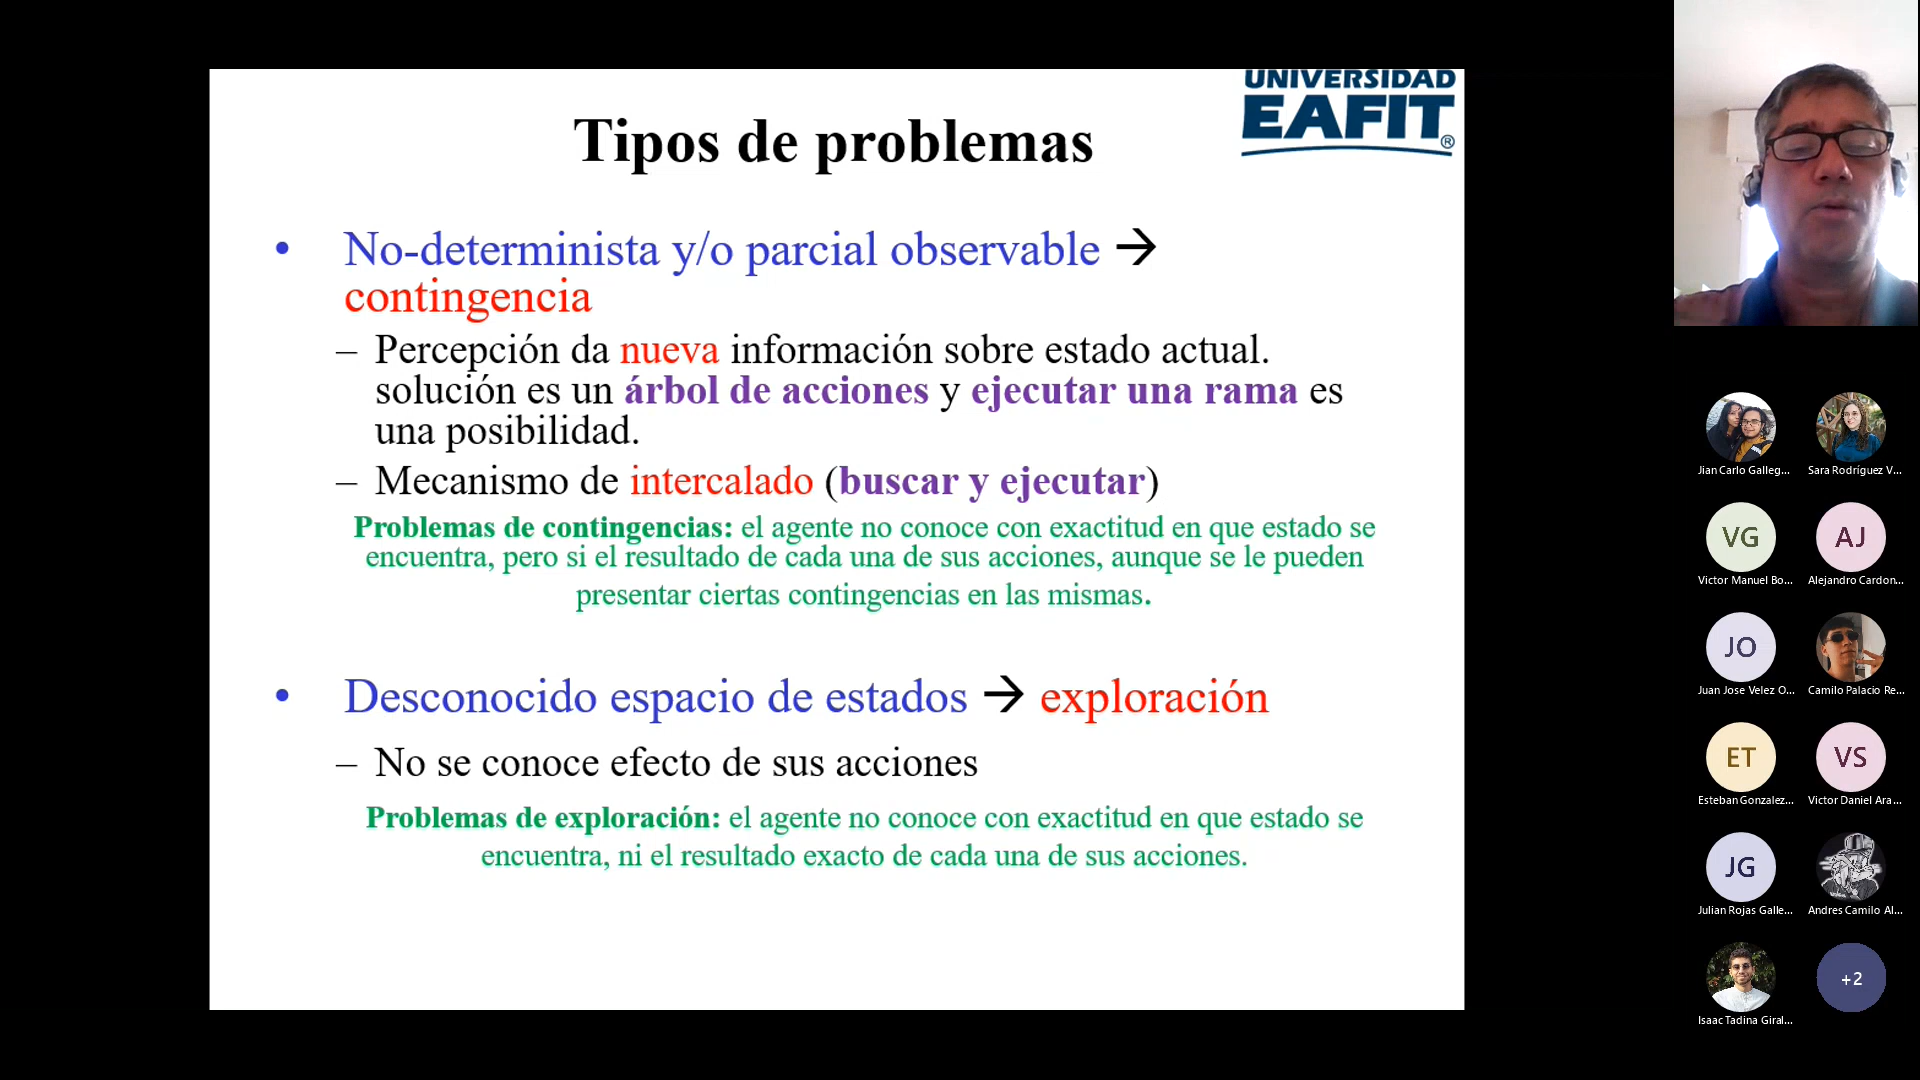 UNIVERSIDAD
EAFIT®
Tipos de problemas
• No-determinista y/o parcial observable →
contingencia
– Percepción da nueva información sobre estado actual.
solución es un árbol de acciones y ejecutar una rama es
una posibilidad.
– Mecanismo de intercalado (buscar y ejecutar)
Problemas de contingencias: el agente no conoce con exactitud en que estado se
encuentra, pero si el resultado de cada una de sus acciones, aunque se le pueden
presentar ciertas contingencias en las mismas.
• Desconocido espacio de estados → exploración
– No se conoce efecto de sus acciones
Problemas de exploración: el agente no conoce con exactitud en que estado se
encuentra, ni el resultado exacto de cada una de sus acciones.
Jian Carlo Galleg...
Sara Rodríguez V...
VG
AJ
Victor Manuel Bo...
Alejandro Cardon...
JO
Juan Jose Velez O...
Camilo Palacio Re...
ET
VS
Esteban Gonzalez...
Victor Daniel Ara...
JG
Julian Rojas Galle...
Andres Camilo Al...
+2
Isaac Tadina Giral...